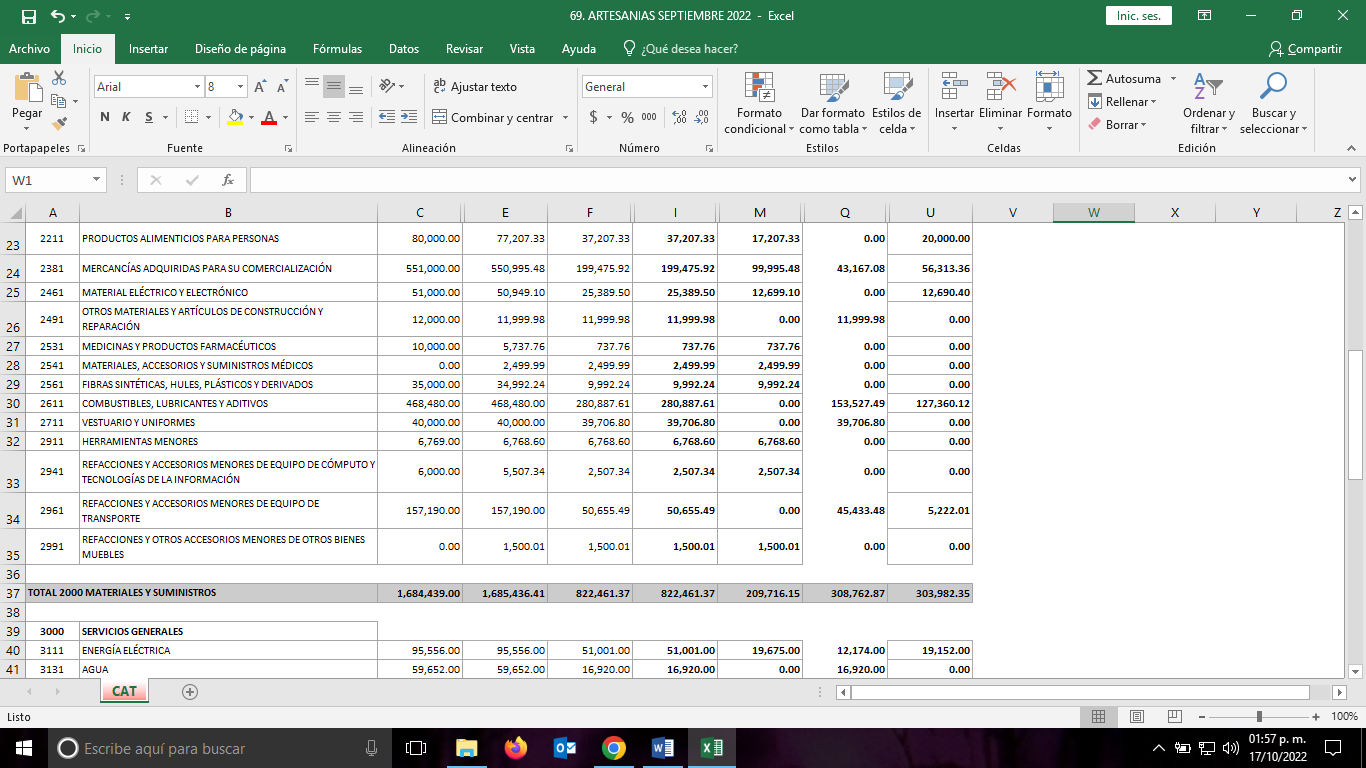 69. ARTESANIAS SEPTIEMBRE 2022 - Excel
Inic. ses.
Archivo Inicio Insertar Diseño de página Fórmulas Datos Revisar Vista Ayuda ¿Qué desea hacer? Compartir
Pegar
Arial 8
N K S
Ajustar texto
Combinar y centrar
General
$ % 000
Formato condicional
Dar formato como tabla
Estilos de celda
Insertar Eliminar Formato
Autosuma
Rellenar
Borrar
Ordenar y filtrar
Buscar y seleccionar
Portapapeles Fuente Alineación Número Estilos Celdas Edición
W1 fx
A B C E F I M Q U V W X Y Z
23 2211 PRODUCTOS ALIMENTICIOS PARA PERSONAS 80,000.00 77,207.33 37,207.33 37,207.33 17,207.33 0.00 20,000.00
24 2381 MERCANCÍAS ADQUIRIDAS PARA SU COMERCIALIZACIÓN 551,000.00 550,995.48 199,475.92 199,475.92 99,995.48 43,167.08 56,313.36
25 2461 MATERIAL ELÉCTRICO Y ELECTRÓNICO 51,000.00 50,949.10 25,389.50 25,389.50 12,699.10 0.00 12,690.40
26 2491 OTROS MATERIALES Y ARTÍCULOS DE CONSTRUCCIÓN Y
REPARACIÓN 12,000.00 11,999.98 11,999.98 11,999.98 0.00 11,999.98 0.00
27 2531 MEDICINAS Y PRODUCTOS FARMACÉUTICOS 10,000.00 5,737.76 737.76 737.76 737.76 0.00 0.00
28 2541 MATERIALES, ACCESORIOS Y SUMINISTROS MÉDICOS 0.00 2,499.99 2,499.99 2,499.99 2,499.99 0.00 0.00
29 2561 FIBRAS SINTÉTICAS, HULES, PLÁSTICOS Y DERIVADOS 35,000.00 34,992.24 9,992.24 9,992.24 9,992.24 0.00 0.00
30 2611 COMBUSTIBLES, LUBRICANTES Y ADITIVOS 468,480.00 468,480.00 280,887.61 280,887.61 0.00 153,527.49 127,360.12
31 2711 VESTUARIO Y UNIFORMES 40,000.00 40,000.00 39,706.80 39,706.80 0.00 39,706.80 0.00
32 2911 HERRAMIENTAS MENORES 6,769.00 6,768.60 6,768.60 6,768.60 6,768.60 0.00 0.00
33 2941 REFACCIONES Y ACCESORIOS MENORES DE EQUIPO DE CÓMPUTO Y
TECNOLOGÍAS DE LA INFORMACIÓN 6,000.00 5,507.34 2,507.34 2,507.34 2,507.34 0.00 0.00
34 2961 REFACCIONES Y ACCESORIOS MENORES DE EQUIPO DE
TRANSPORTE 157,190.00 157,190.00 50,655.49 50,655.49 0.00 45,433.48 5,222.01
35 2991 REFACCIONES Y OTROS ACCESORIOS MENORES DE OTROS BIENES
MUEBLES 0.00 1,500.01 1,500.01 1,500.01 1,500.01 0.00 0.00
36
37 TOTAL 2000 MATERIALES Y SUMINISTROS 1,684,439.00 1,685,436.41 822,461.37 822,461.37 209,716.15 308,762.87 303,982.35
38
39 3000 SERVICIOS GENERALES
40 3111 ENERGÍA ELÉCTRICA 95,556.00 95,556.00 51,001.00 51,001.00 19,675.00 12,174.00 19,152.00
41 3131 AGUA 59,652.00 59,652.00 16,920.00 16,920.00 0.00 16,920.00 0.00
CAT
Listo 100%
Escribe aquí para buscar
01:57 p. m.
17/10/2022